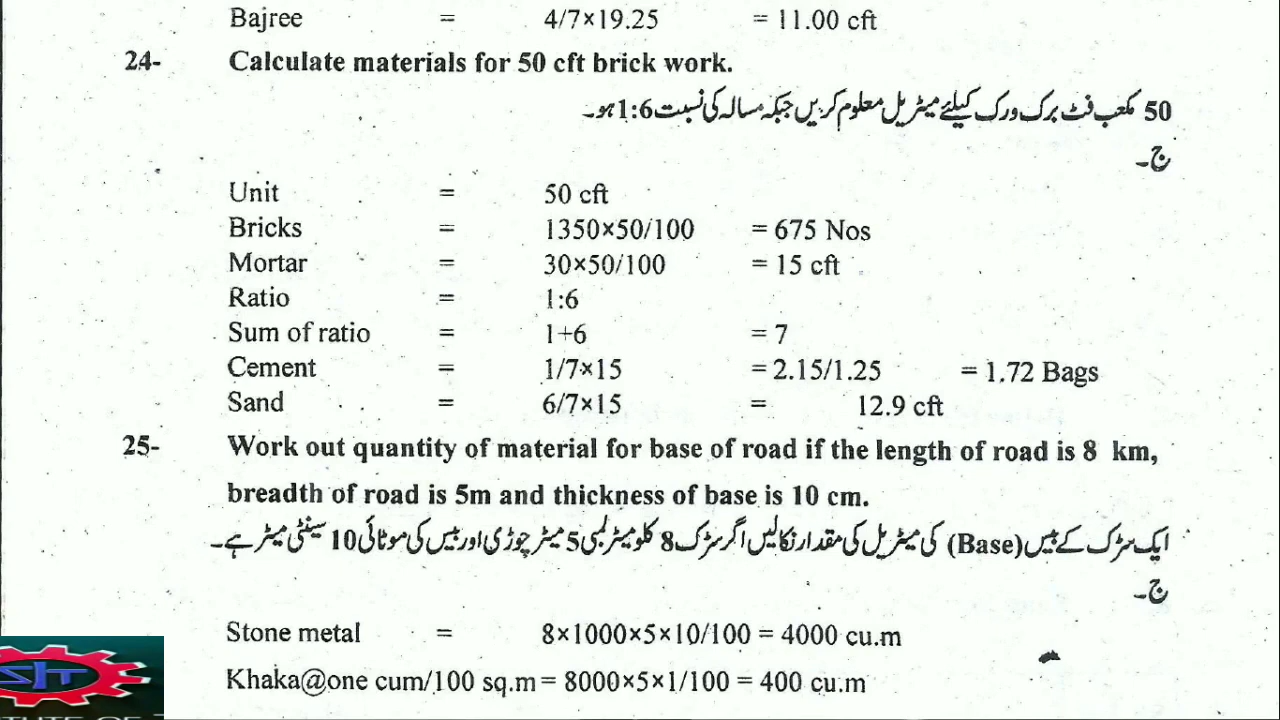 Bajree = 4/7×19.25 = 11.00 cft
24- Calculate materials for 50 cft brick work.
50 مکعب فٹ برک ورک کیلئے میٹریل معلوم کریں جبکہ مسالہ کی نسبت 1:6 ہو۔
ج۔
Unit = 50 cft
Bricks = 1350×50/100 = 675 Nos
Mortar = 30×50/100 = 15 cft
Ratio = 1:6
Sum of ratio = 1+6 = 7
Cement = 1/7×15 = 2.15/1.25 = 1.72 Bags
Sand = 6/7×15 = 12.9 cft
25- Work out quantity of material for base of road if the length of road is 8 km,
breadth of road is 5m and thickness of base is 10 cm.
ایک سڑک کے بیس (Base) کی میٹریل کی مقدار نکالیں اگر سڑک 8 کلومیٹر لمبی 5 میٹر چوڑی اور بیس کی موٹائی 10 سینٹی میٹر ہے۔
ج۔
Stone metal = 8×1000×5×10/100 = 4000 cu.m
Khaka@one cum/100 sq.m = 8000×5×1/100 = 400 cu.m